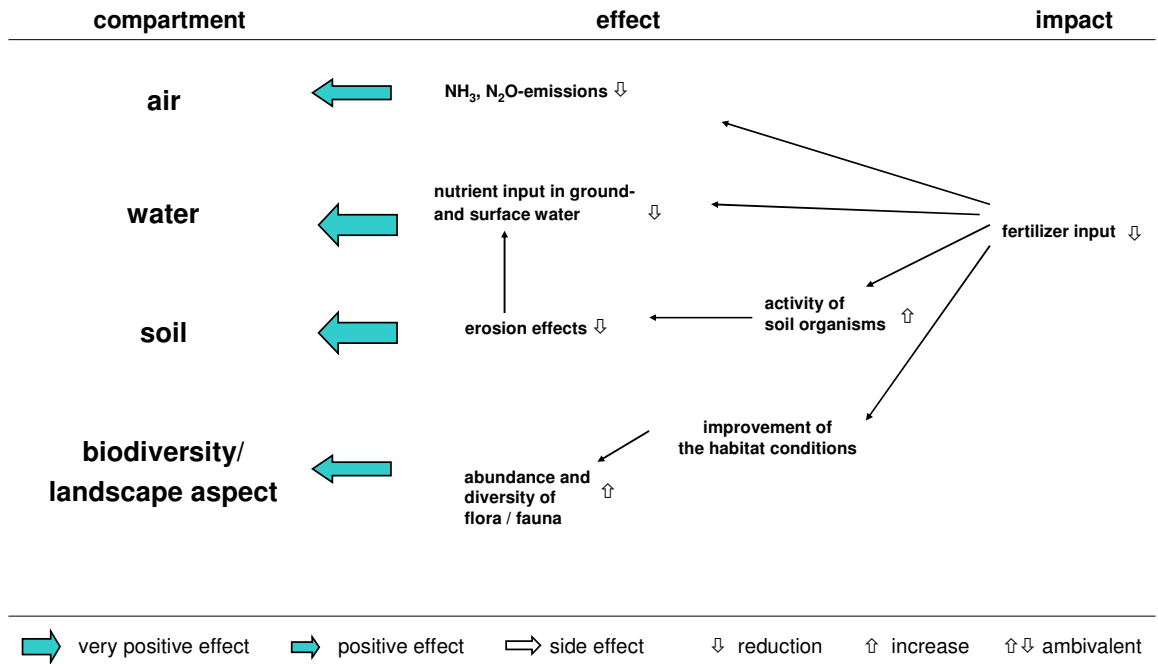 compartment effect impact
air
NH₃, N₂O-emissions ⇩
water
nutrient input in ground-
and surface water ⇩
fertilizer input ⇩
soil
erosion effects ⇩
activity of
soil organisms ⇧
biodiversity/
landscape aspect
improvement of
the habitat conditions
abundance and
diversity of
flora / fauna ⇧
very positive effect positive effect side effect ⇩ reduction ⇧ increase ⇧⇩ ambivalent